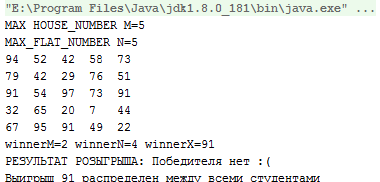 "E:\Program Files\Java\jdk1.8.0_181\bin\java.exe" ...
MAX HOUSE_NUMBER M=5
MAX_FLAT_NUMBER N=5
94 52 42 58 73
79 42 29 76 51
91 54 97 73 91
32 65 20 7 44
67 95 91 49 22
winnerM=2 winnerN=4 winnerX=91
РЕЗУЛЬТАТ РОЗЫГРЫША: Победителя нет :(
Выигрыш 91 распределен между всеми студентами